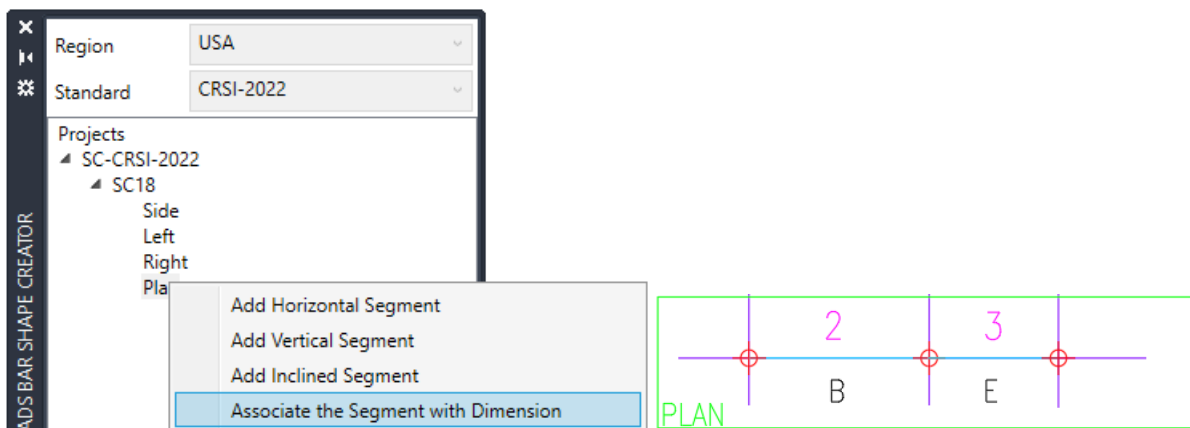 Region USA
Standard CRSI-2022
Projects
SC-CRSI-2022
SC18
Side
Left
Right
Pla
Add Horizontal Segment
Add Vertical Segment
Add Inclined Segment
Associate the Segment with Dimension
ADS BAR SHAPE CREATOR
2 3
B E
PLAN